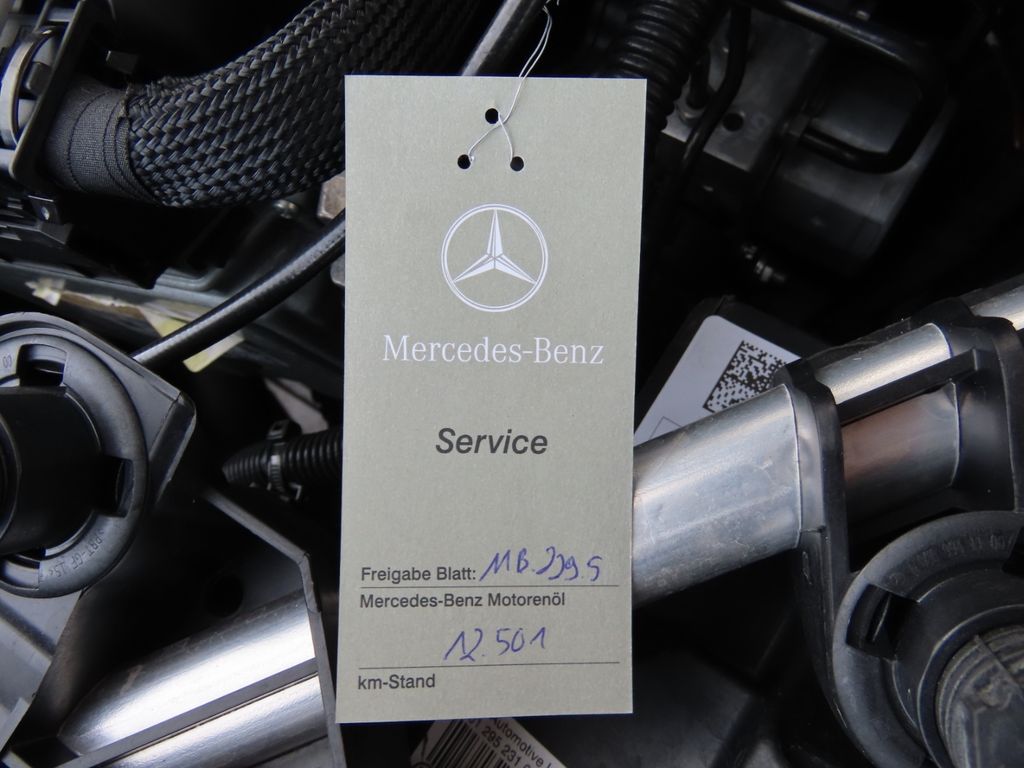 Mercedes-Benz
Service
Freigabe Blatt: MB.229.5
Mercedes-Benz Motorenöl
12.501
km-Stand